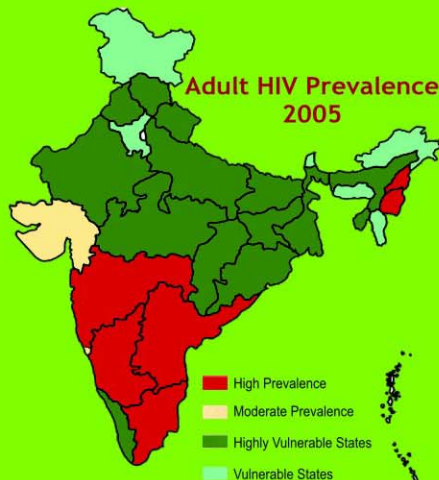 Adult HIV Prevalence
2005
High Prevalence
Moderate Prevalence
Highly Vulnerable States
Vulnerable States